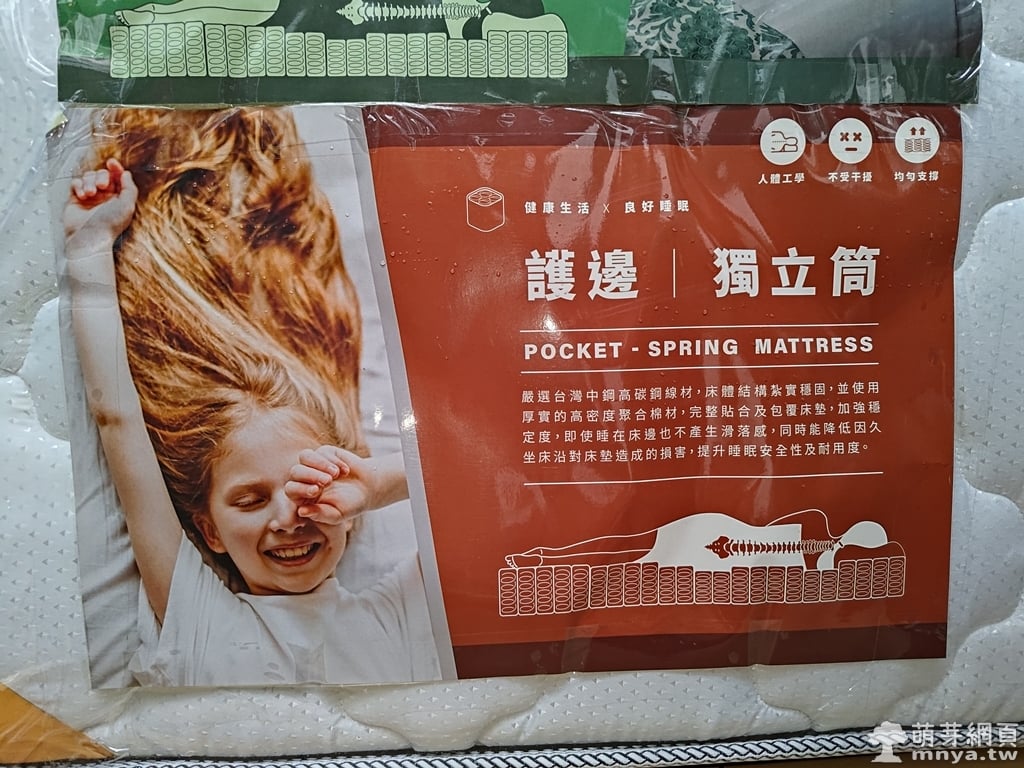 人體工學 不受干擾 均勻支撐
健康生活 X 良好睡眠
護邊｜獨立筒
POCKET - SPRING MATTRESS
嚴選台灣中鋼高碳鋼線材，床體結構紮實穩固，並使用
厚實的高密度聚合棉材，完整貼合及包覆床墊，加強穩
定度，即使睡在床邊也不產生滑落感，同時能降低因久
坐床沿對床墊造成的損害，提升睡眠安全性及耐用度。
萌芽網頁
mnya.tw